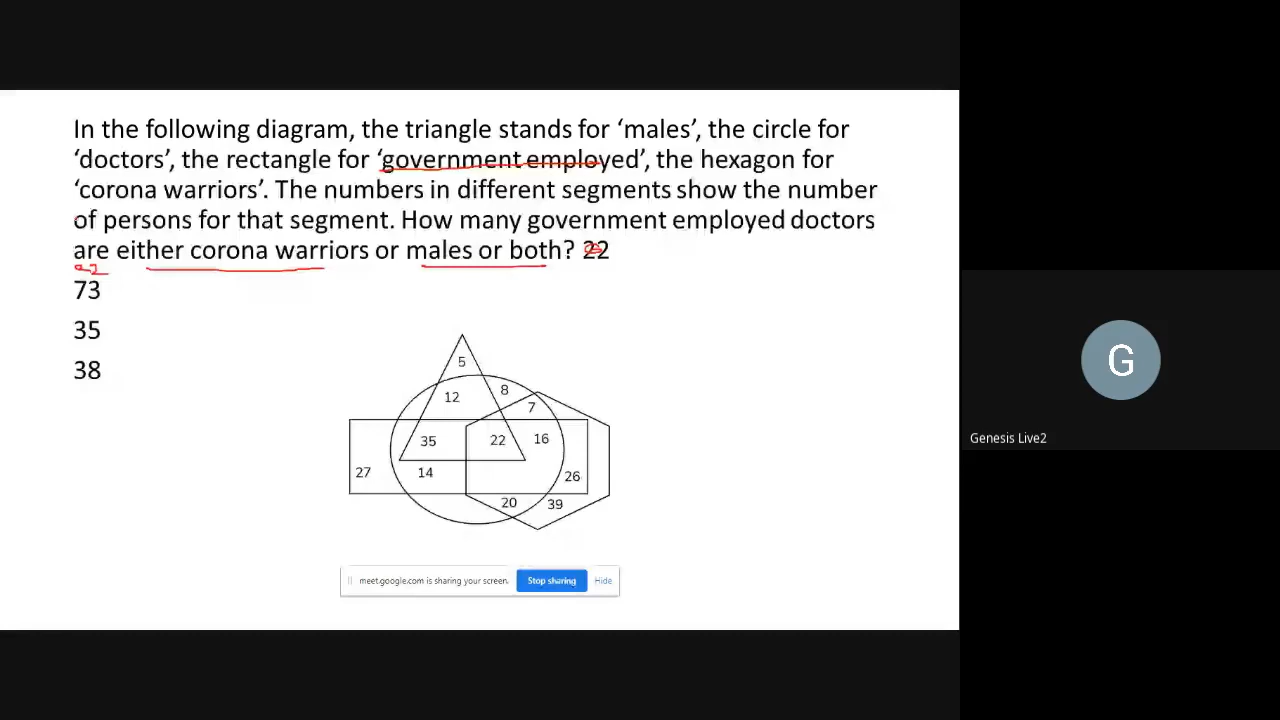 In the following diagram, the triangle stands for ‘males’, the circle for
‘doctors’, the rectangle for ‘government employed’, the hexagon for
‘corona warriors’. The numbers in different segments show the number
of persons for that segment. How many government employed doctors
are either corona warriors or males or both? 22
73
35
38
5
12
8
7
35
22
16
27
14
26
20
39
meet.google.com is sharing your screen.
Stop sharing
Hide
G
Genesis Live2